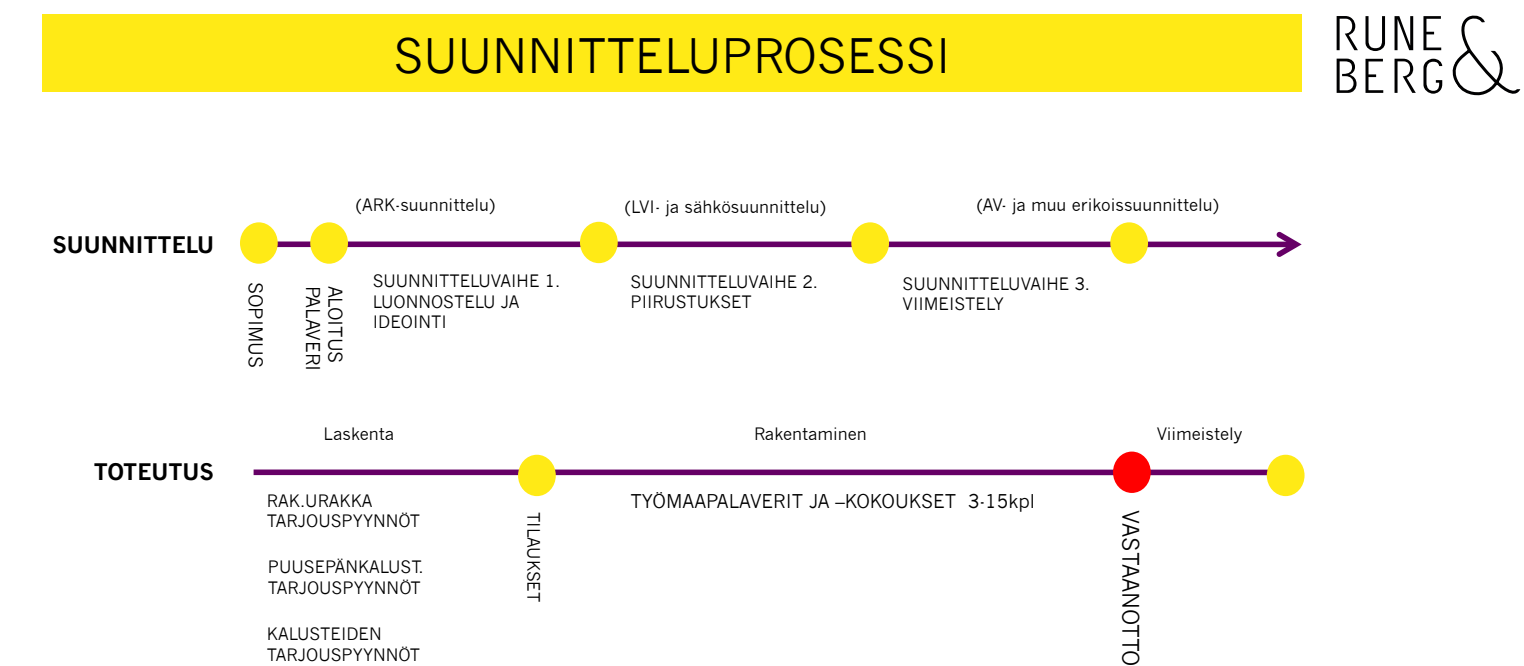 SUUNNITTELUPROSESSI
RUNE
BERG &
(ARK-suunnittelu)
(LVI- ja sähkösuunnittelu)
(AV- ja muu erikoissuunnittelu)
SUUNNITTELU
SOPIMUS
ALOITUS
PALAVERI
SUUNNITTELUVAIHE 1.
LUONNOSTELU JA
IDEOINTI
SUUNNITTELUVAIHE 2.
PIIRUSTUKSET
SUUNNITTELUVAIHE 3.
VIIMEISTELY
Laskenta
Rakentaminen
Viimeistely
TOTEUTUS
RAK.URAKKA
TARJOUSPYYNNÖT
PUUSEPÄNKALUST.
TARJOUSPYYNNÖT
KALUSTEIDEN
TARJOUSPYYNNÖT
TILAUKSET
TYÖMAAPALAVERIT JA –KOKOUKSET 3-15kpl
VASTAANOTTO